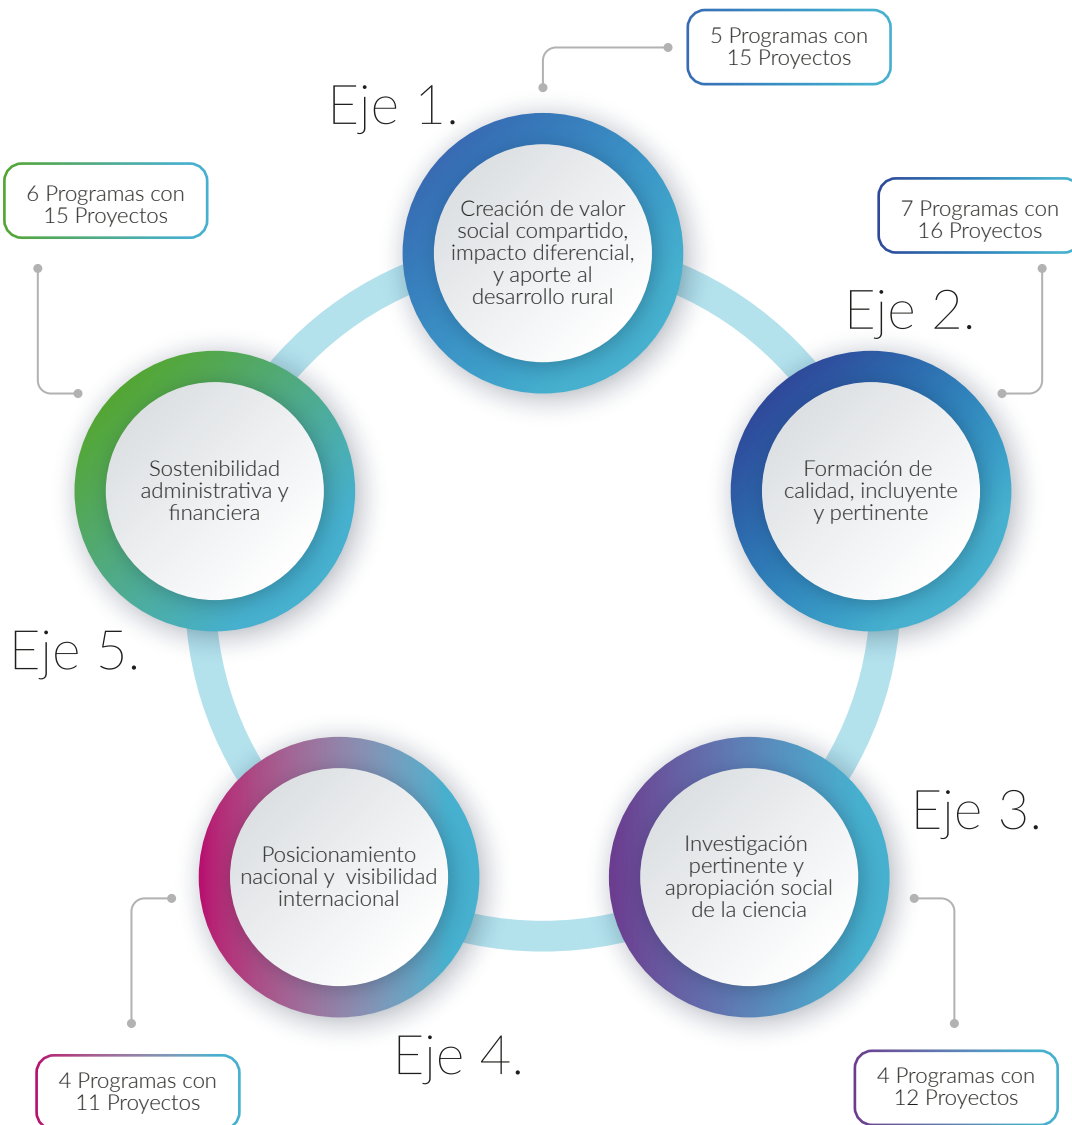 5 Programas con
15 Proyectos
Eje 1.
Creación de valor
social compartido,
impacto diferencial,
y aporte al
desarrollo rural
6 Programas con
15 Proyectos
7 Programas con
16 Proyectos
Eje 2.
Formación de
calidad, incluyente
y pertinente
Sostenibilidad
administrativa y
financiera
Eje 5.
Eje 3.
Investigación
pertinente y
apropiación social
de la ciencia
Posicionamiento
nacional y  visibilidad
internacional
Eje 4.
4 Programas con
11 Proyectos
4 Programas con
12 Proyectos